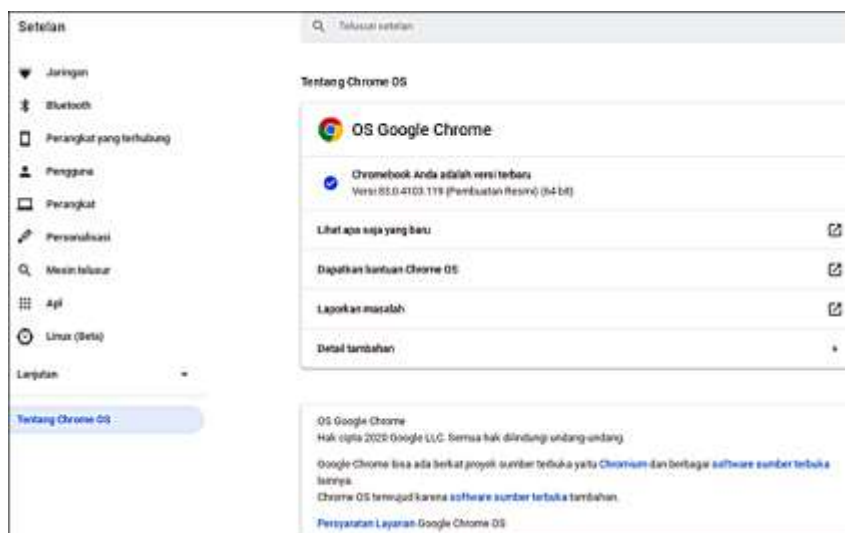 Setelan
Telusuri setelan
Jaringan
Bluetooth
Perangkat yang terhubung
Pengguna
Perangkat
Personalisasi
Mesin telusur
Apl
Linux (Beta)
Lanjutan
Tentang Chrome OS
Tentang Chrome OS
OS Google Chrome
Chromebook Anda adalah versi terbaru
Versi 83.0.4103.119 (Pembuatan Resmi) (64 bit)
Lihat apa saja yang baru
Dapatkan bantuan Chrome OS
Laporkan masalah
Detail tambahan
OS Google Chrome
Hak cipta 2020 Google LLC. Semua hak dilindungi undang-undang.
Google Chrome bisa ada berkat proyek sumber terbuka yaitu Chromium dan berbagai software sumber terbuka
lainnya.
Chrome OS terwujud karena software sumber terbuka tambahan.
Persyaratan Layanan Google Chrome OS